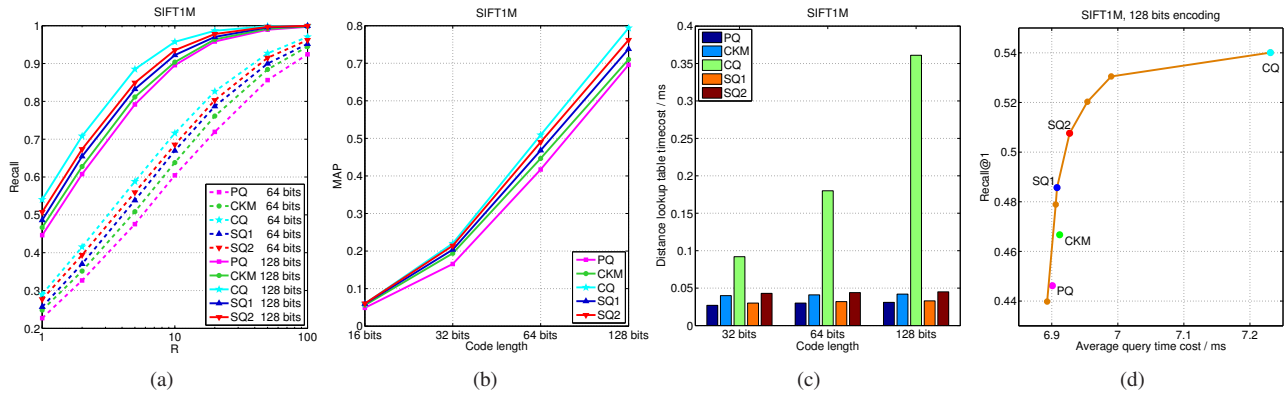 SIFT1M
1
0.9
0.8
0.7
0.6
0.5
0.4
0.3
0.2
Recall
1
10
100
R
PQ 64 bits
CKM 64 bits
CQ 64 bits
SQ1 64 bits
SQ2 64 bits
PQ 128 bits
CKM 128 bits
CQ 128 bits
SQ1 128 bits
SQ2 128 bits
(a)
SIFT1M
0.8
0.7
0.6
0.5
0.4
0.3
0.2
0.1
0
MAP
16 bits
32 bits
64 bits
128 bits
Code length
PQ
CKM
CQ
SQ1
SQ2
(b)
SIFT1M
0.4
0.35
0.3
0.25
0.2
0.15
0.1
0.05
0
Distance lookup table timecost / ms
PQ
CKM
CQ
SQ1
SQ2
32 bits
64 bits
128 bits
Code length
(c)
SIFT1M, 128 bits encoding
0.54
0.52
0.5
0.48
0.46
0.44
Recall@1
CQ
SQ2
SQ1
CKM
PQ
6.9
7
7.1
7.2
Average query time cost / ms
(d)